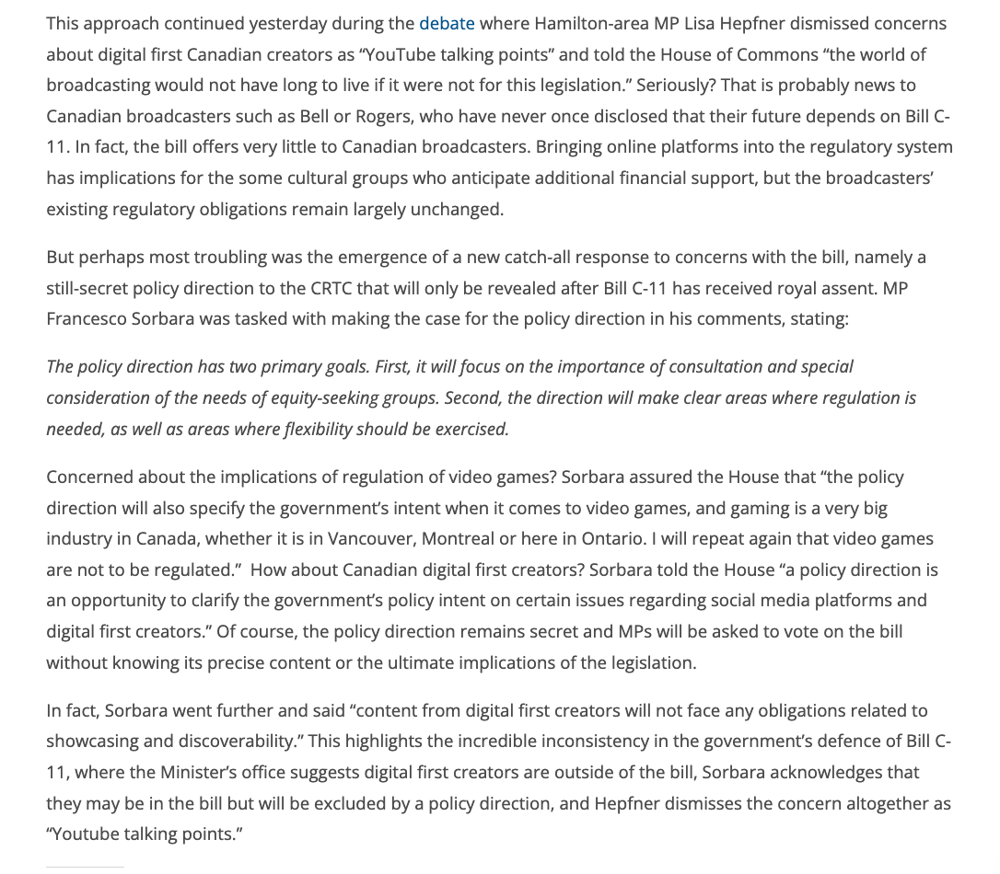 This approach continued yesterday during the debate where Hamilton-area MP Lisa Hepfner dismissed concerns
about digital first Canadian creators as “YouTube talking points” and told the House of Commons “the world of
broadcasting would not have long to live if it were not for this legislation.” Seriously? That is probably news to
Canadian broadcasters such as Bell or Rogers, who have never once disclosed that their future depends on Bill C-
11. In fact, the bill offers very little to Canadian broadcasters. Bringing online platforms into the regulatory system
has implications for the some cultural groups who anticipate additional financial support, but the broadcasters’
existing regulatory obligations remain largely unchanged.
But perhaps most troubling was the emergence of a new catch-all response to concerns with the bill, namely a
still-secret policy direction to the CRTC that will only be revealed after Bill C-11 has received royal assent. MP
Francesco Sorbara was tasked with making the case for the policy direction in his comments, stating:
The policy direction has two primary goals. First, it will focus on the importance of consultation and special
consideration of the needs of equity-seeking groups. Second, the direction will make clear areas where regulation is
needed, as well as areas where flexibility should be exercised.
Concerned about the implications of regulation of video games? Sorbara assured the House that “the policy
direction will also specify the government’s intent when it comes to video games, and gaming is a very big
industry in Canada, whether it is in Vancouver, Montreal or here in Ontario. I will repeat again that video games
are not to be regulated.”  How about Canadian digital first creators? Sorbara told the House “a policy direction is
an opportunity to clarify the government’s policy intent on certain issues regarding social media platforms and
digital first creators.” Of course, the policy direction remains secret and MPs will be asked to vote on the bill
without knowing its precise content or the ultimate implications of the legislation.
In fact, Sorbara went further and said “content from digital first creators will not face any obligations related to
showcasing and discoverability.” This highlights the incredible inconsistency in the government’s defence of Bill C-
11, where the Minister’s office suggests digital first creators are outside of the bill, Sorbara acknowledges that
they may be in the bill but will be excluded by a policy direction, and Hepfner dismisses the concern altogether as
“Youtube talking points.”